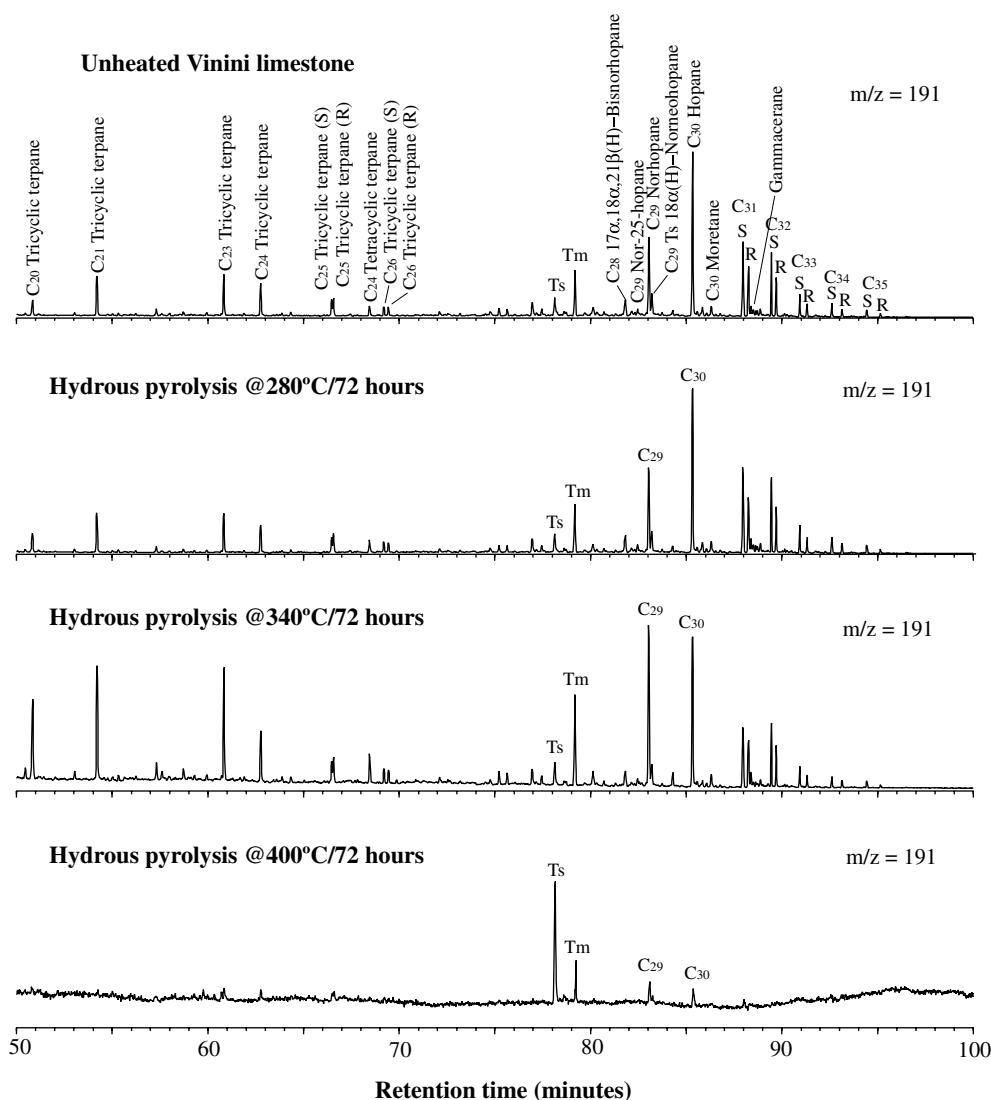 Unheated Vinini limestone
m/z = 191
C20 Tricyclic terpane
C21 Tricyclic terpane
C23 Tricyclic terpane
C24 Tricyclic terpane
C25 Tricyclic terpane (S)
C25 Tricyclic terpane (R)
C24 Tetracyclic terpane
C26 Tricyclic terpane (S)
C26 Tricyclic terpane (R)
Ts
Tm
C28 17α,18α,21β(H)–Bisnorhopane
C29 Nor-25-hopane
C29 Norhopane
C29 Ts 18α(H)–Norneohopane
C30 Hopane
C30 Moretane
Gammacerane
C31
S
R
C32
S
R
C33
S
R
C34
S
R
C35
S
R
Hydrous pyrolysis @280ºC/72 hours
m/z = 191
Ts
Tm
C29
C30
Hydrous pyrolysis @340ºC/72 hours
m/z = 191
Ts
Tm
C29
C30
Hydrous pyrolysis @400ºC/72 hours
m/z = 191
Ts
Tm
C29
C30
50 60 70 80 90 100
Retention time (minutes)